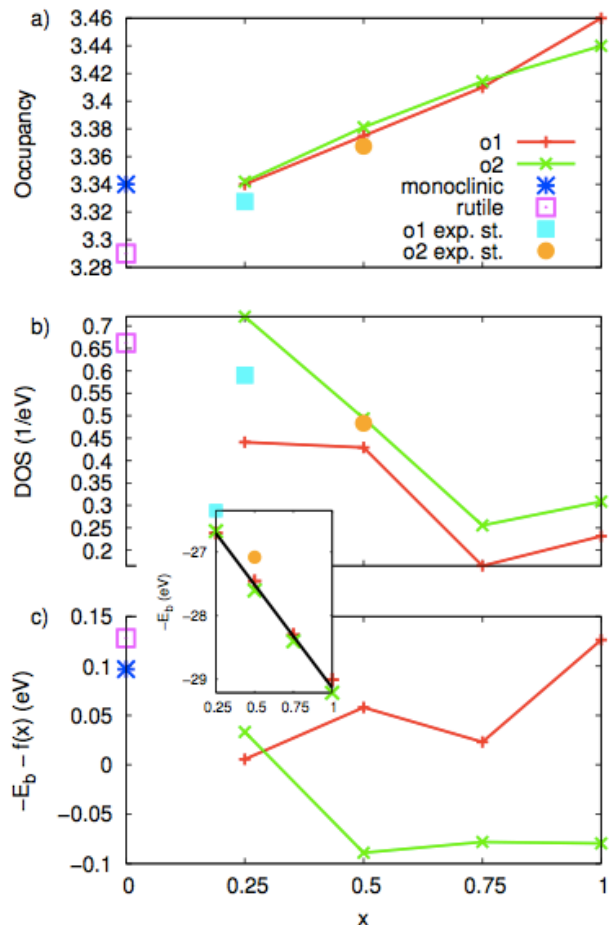 a)
Occupancy
3.46
3.44
3.42
3.40
3.38
3.36
3.34
3.32
3.30
3.28
o1
o2
monoclinic
rutile
o1 exp. st.
o2 exp. st.
b)
DOS (1/eV)
0.7
0.65
0.6
0.55
0.5
0.45
0.4
0.35
0.3
0.25
0.2
−E_b (eV)
−27
−28
−29
0.25 0.5 0.75 1
c)
−E_b − f(x) (eV)
0.15
0.1
0.05
0
−0.05
−0.1
0 0.25 0.5 0.75 1
x